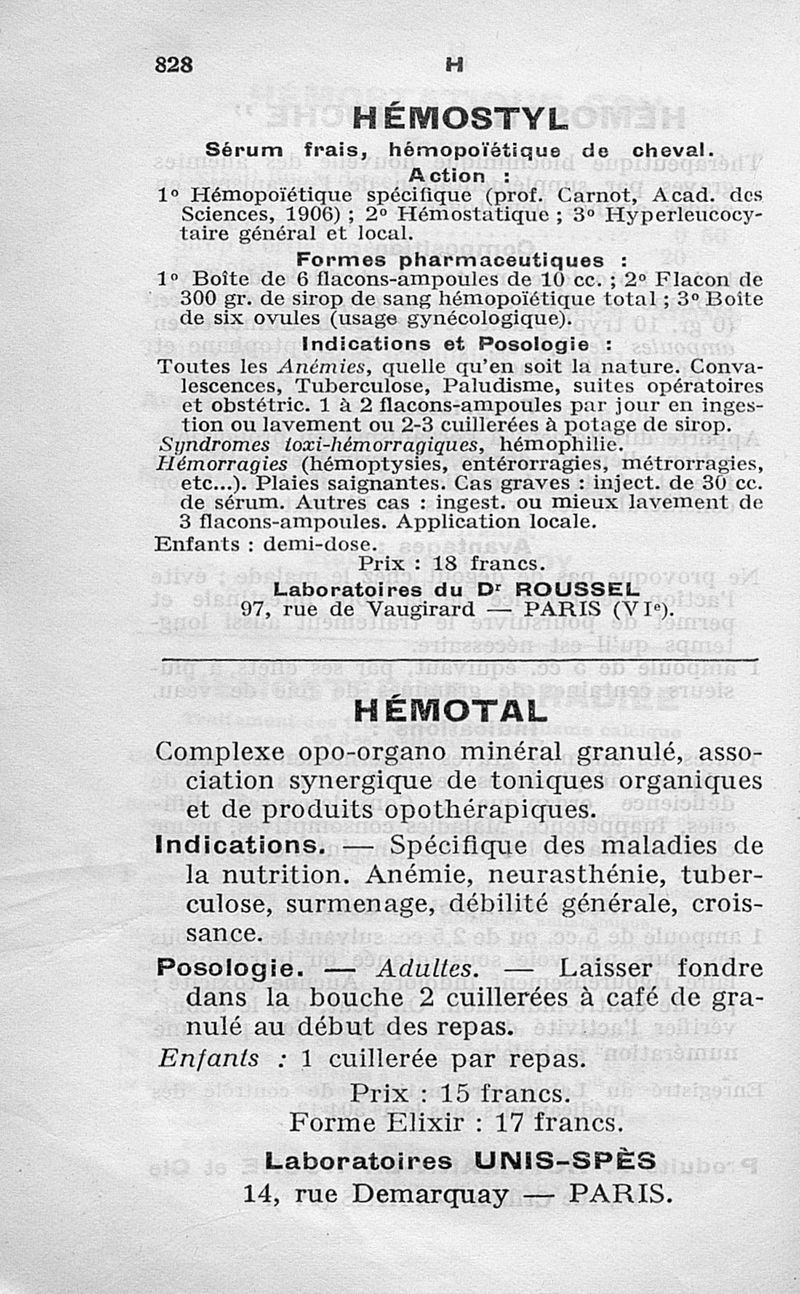 828
H
HÉMOSTYL
Sérum frais, hémopoïétique de cheval.
Action :
1° Hémopoïétique spécifique (prof. Carnot, Acad. des
Sciences, 1906) ; 2° Hémostatique ; 3° Hyperleucocy-
taire général et local.
Formes pharmaceutiques :
1° Boîte de 6 flacons-ampoules de 10 cc. ; 2° Flacon de
300 gr. de sirop de sang hémopoïétique total ; 3° Boîte
de six ovules (usage gynécologique).
Indications et Posologie :
Toutes les Anémies, quelle qu'en soit la nature. Conva-
lescences, Tuberculose, Paludisme, suites opératoires
et obstétric. 1 à 2 flacons-ampoules par jour en inges-
tion ou lavement ou 2-3 cuillerées à potage de sirop.
Syndromes toxi-hémorragiques, hémophilie.
Hémorragies (hémoptysies, entérorragies, métrorragies,
etc...). Plaies saignantes. Cas graves : inject. de 30 cc.
de sérum. Autres cas : ingest. ou mieux lavement de
3 flacons-ampoules. Application locale.
Enfants : demi-dose.
Prix : 18 francs.
Laboratoires du Dr ROUSSEL
97, rue de Vaugirard — PARIS (VIe).
HÉMOTAL
Complexe opo-organo minéral granulé, asso-
ciation synergique de toniques organiques
et de produits opothérapiques.
Indications. — Spécifique des maladies de
la nutrition. Anémie, neurasthénie, tuber-
culose, surmenage, débilité générale, crois-
sance.
Posologie. — Adultes. — Laisser fondre
dans la bouche 2 cuillerées à café de gra-
nulé au début des repas.
Enfants : 1 cuillerée par repas.
Prix : 15 francs.
Forme Elixir : 17 francs.
Laboratoires UNIS-SPÈS
14, rue Demarquay — PARIS.